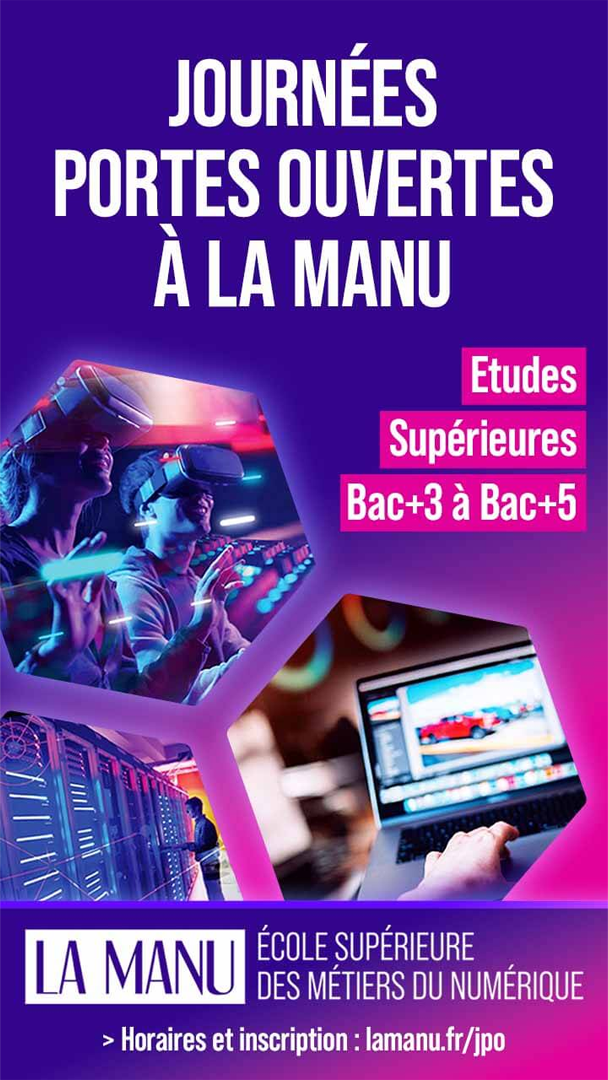 JOURNÉES
PORTES OUVERTES
À LA MANU
Etudes
Supérieures
Bac+3 à Bac+5
LA MANU
ÉCOLE SUPÉRIEURE
DES MÉTIERS DU NUMÉRIQUE
> Horaires et inscription : lamanu.fr/jpo